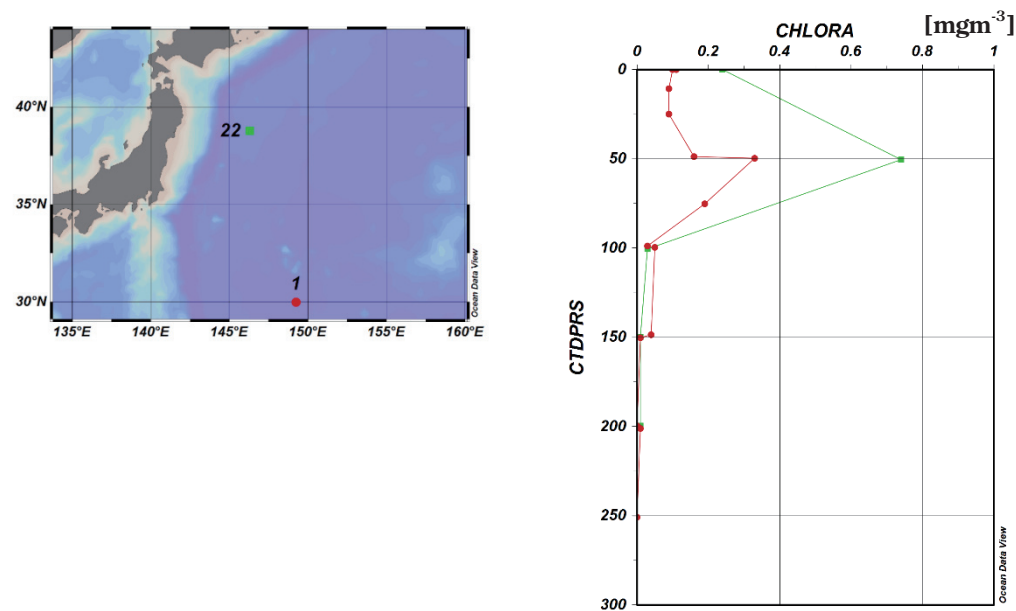 40°N
35°N
30°N
22
1
135°E 140°E 145°E 150°E 155°E 160°E
Ocean Data View
CHLORA [mgm⁻³]
0 0.2 0.4 0.6 0.8 1
0
50
100
150
200
250
300
CTDPRS
Ocean Data View